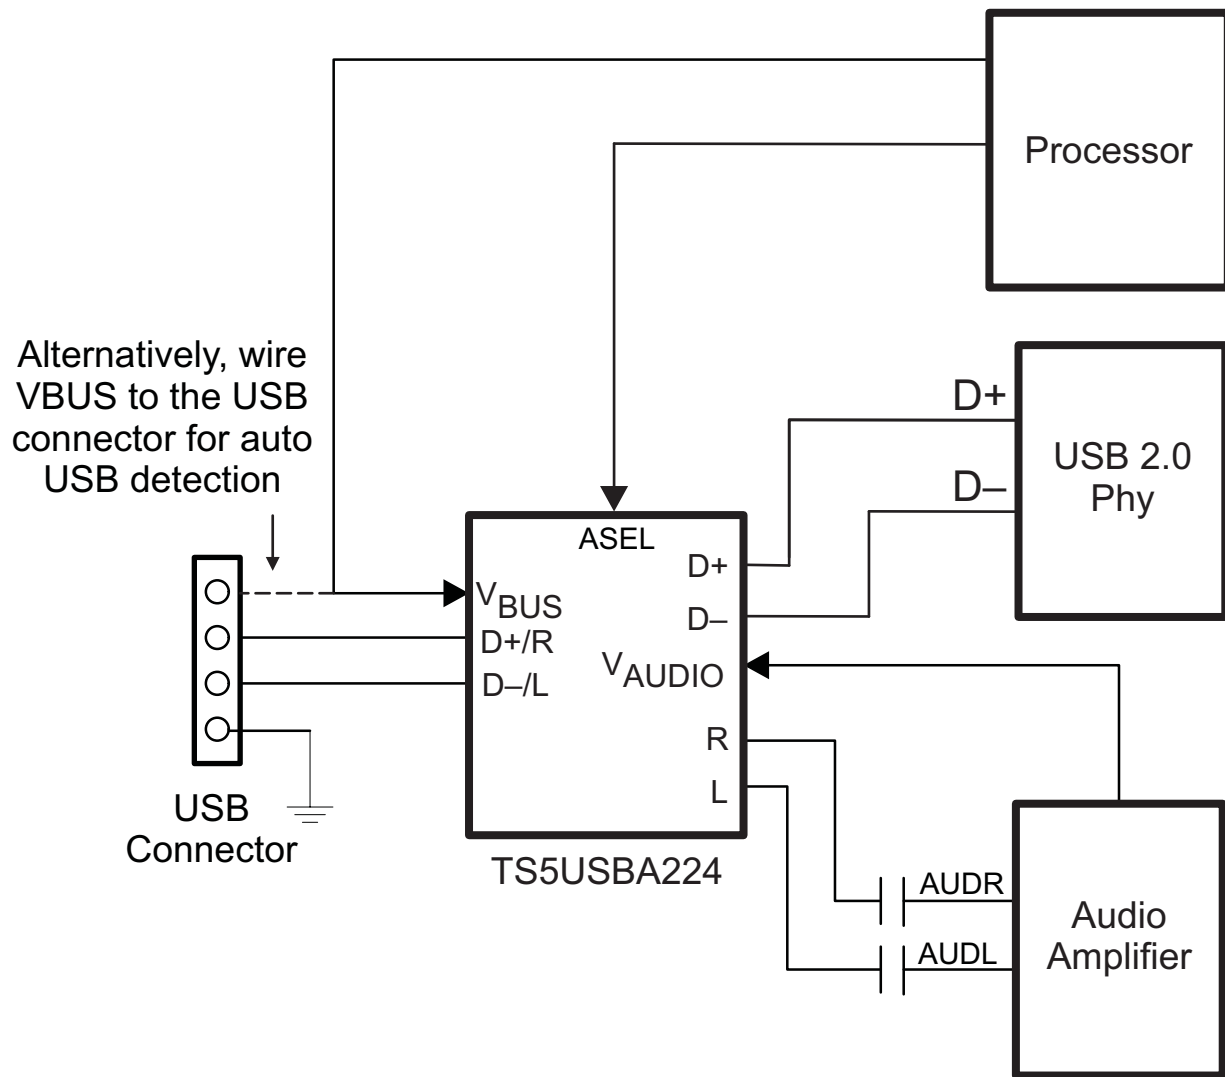 Processor
Alternatively, wire
VBUS to the USB
connector for auto
USB detection
D+
D–
USB 2.0
Phy
ASEL
VBUS
D+/R
D–/L
D+
D–
VAUDIO
R
L
USB
Connector
TS5USBA224
AUDR
AUDL
Audio
Amplifier